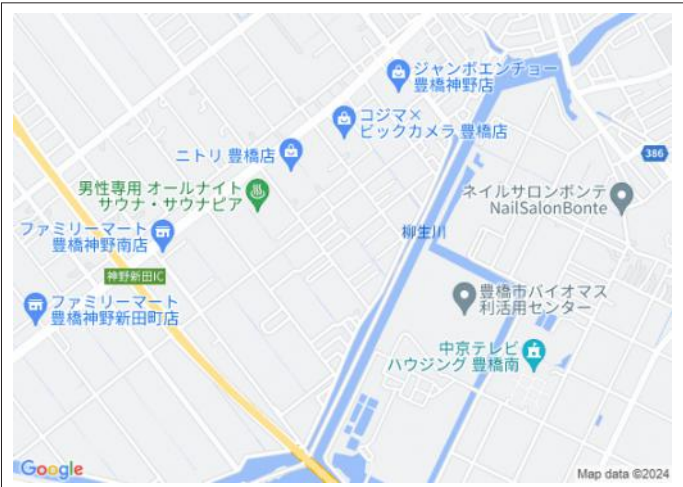 ジャンボエンチョー
豊橋神野店
コジマ×
ビックカメラ 豊橋店
386
ニトリ 豊橋店
男性専用 オールナイト
サウナ・サウナピア
ネイルサロンボンテ
NailSalonBonte
ファミリーマート
豊橋神野南店
柳生川
神野新田IC
豊橋市バイオマス
利活用センター
ファミリーマート
豊橋神野新田町店
中京テレビ
ハウジング 豊橋南
Google
Map data ©2024